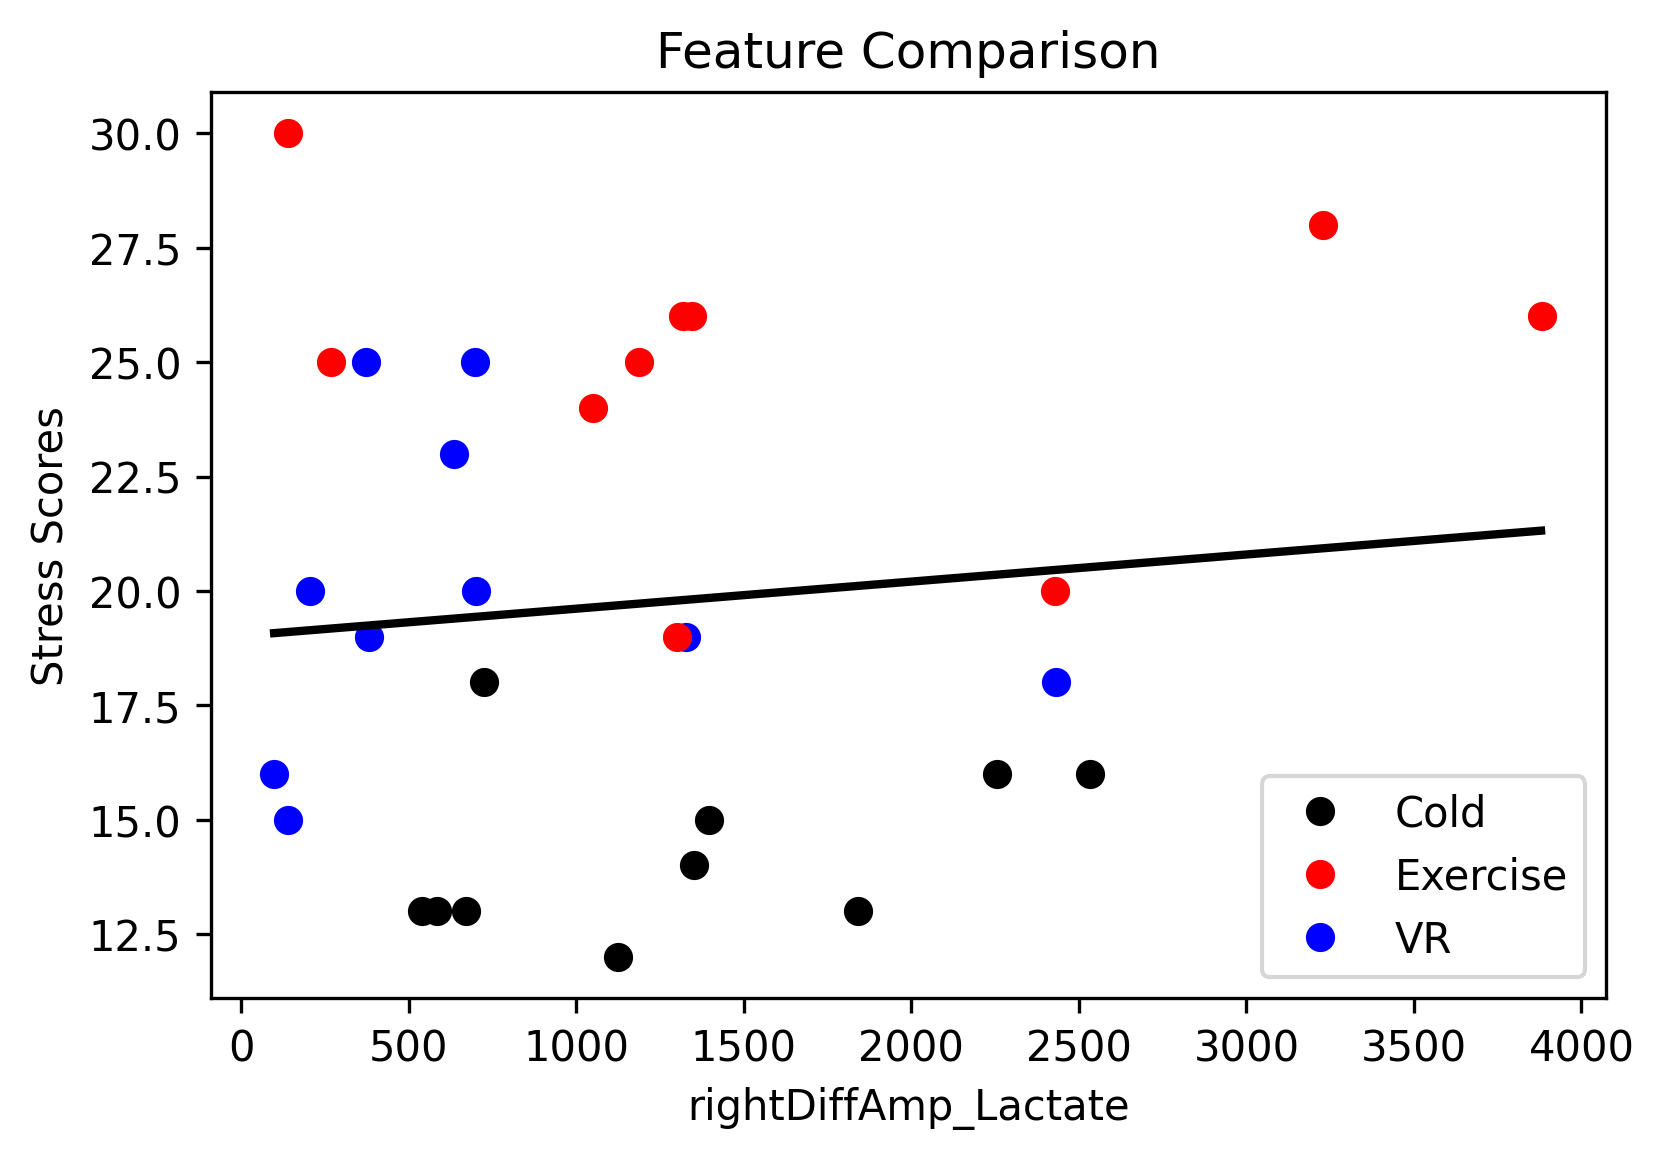 Feature Comparison
30.0
27.5
25.0
22.5
20.0
17.5
15.0
12.5
Stress Scores
Cold
Exercise
VR
0 500 1000 1500 2000 2500 3000 3500 4000
rightDiffAmp_Lactate